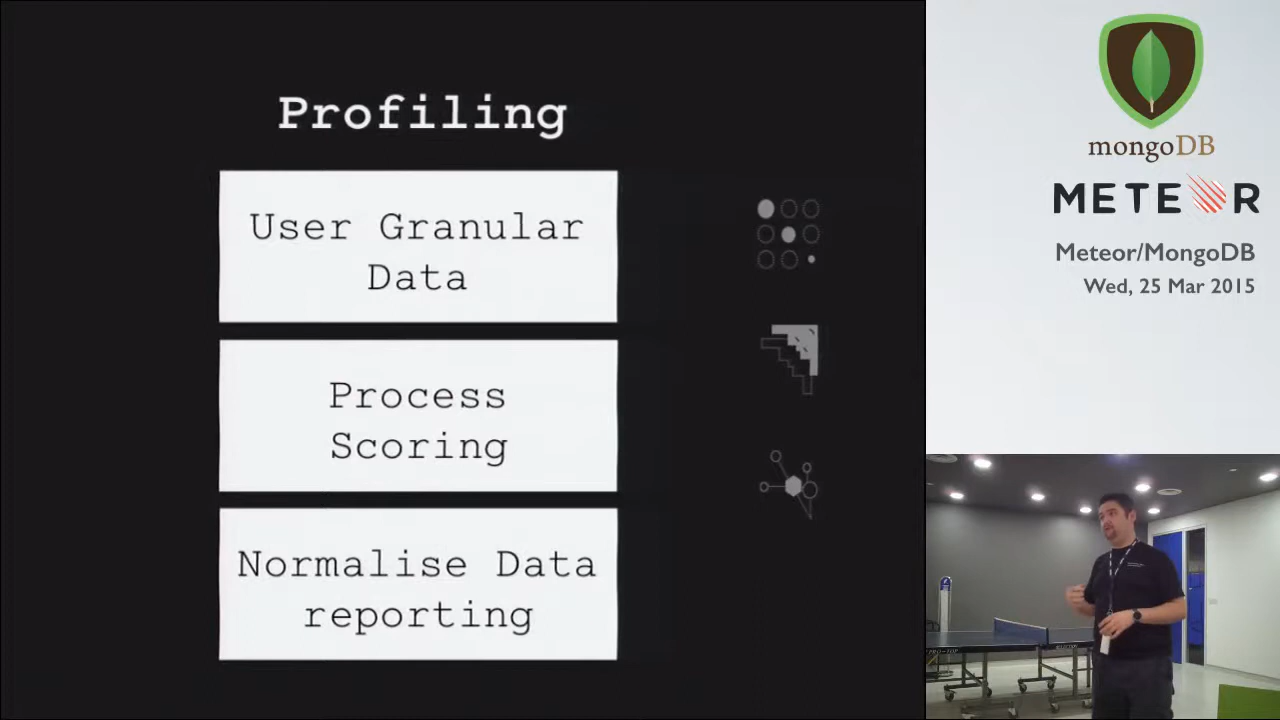 Profiling
User Granular
Data
Process
Scoring
Normalise Data
reporting
mongoDB
METEOR
Meteor/MongoDB
Wed, 25 Mar 2015